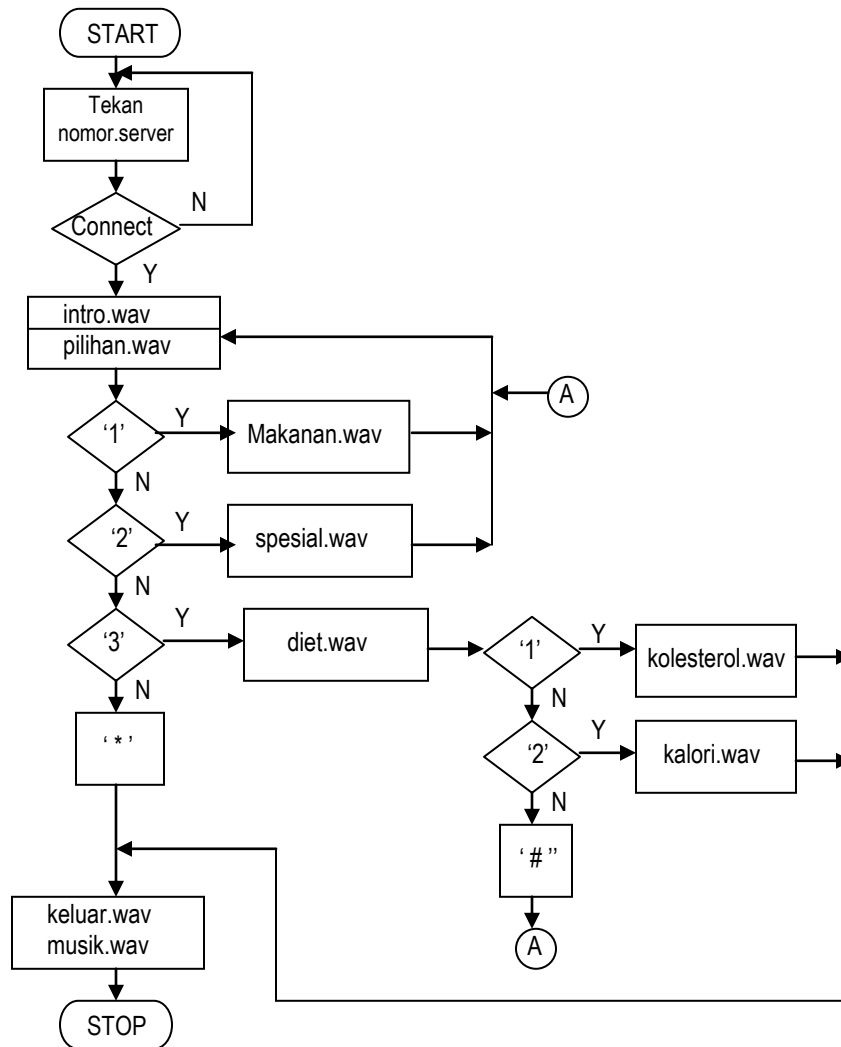 START
Tekan
nomor.server
N
Connect
Y
intro.wav
pilihan.wav
A
‘1’
Y
Makanan.wav
N
‘2’
Y
spesial.wav
N
‘3’
Y
diet.wav
‘1’
Y
kolesterol.wav
N
N
‘ * ’
‘2’
Y
kalori.wav
N
‘ # ’’
keluar.wav
musik.wav
A
STOP